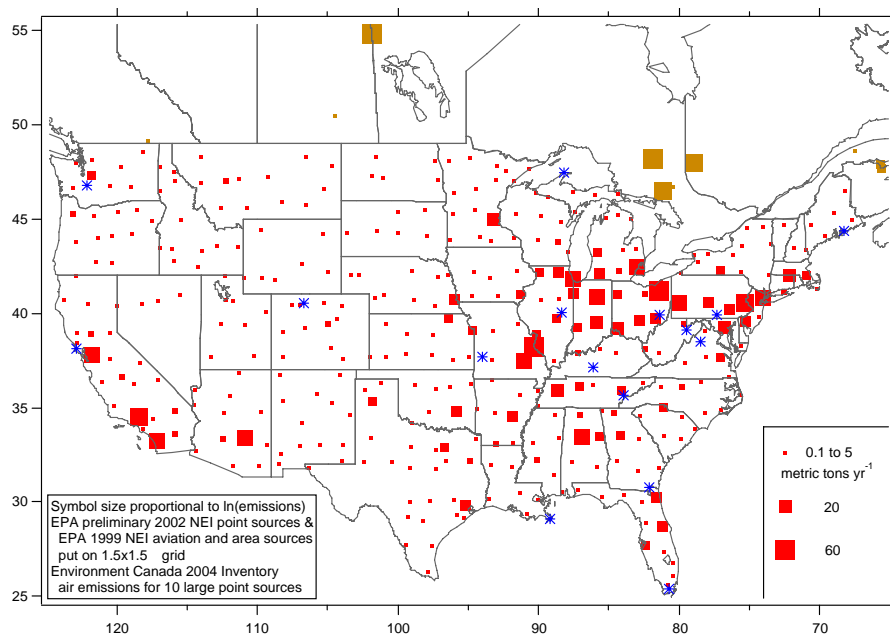 55
50
45
40
35
30
25
120
110
100
90
80
70
Symbol size proportional to ln(emissions)
EPA preliminary 2002 NEI point sources &
EPA 1999 NEI aviation and area sources
put on 1.5x1.5 grid
Environment Canada 2004 Inventory
air emissions for 10 large point sources
0.1 to 5
metric tons yr⁻¹
20
60